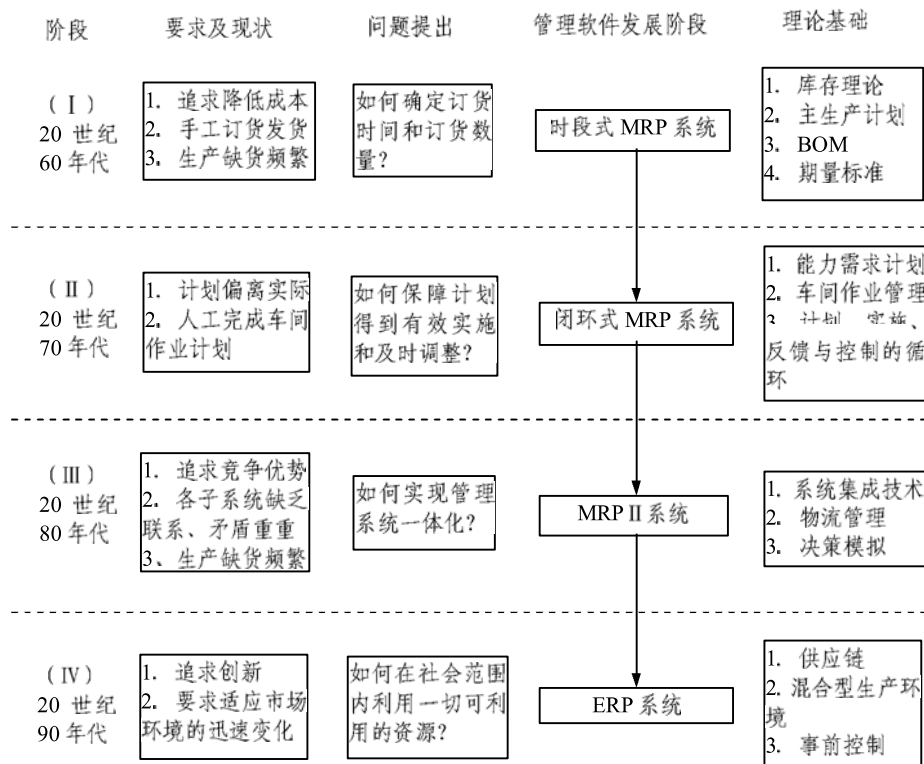 阶段 要求及现状 问题提出 管理软件发展阶段 理论基础
(Ⅰ)
20 世纪
60 年代
1. 追求降低成本
2. 手工订货发货
3. 生产缺货频繁
如何确定订货
时间和订货数
量?
时段式 MRP 系统
1. 库存理论
2. 主生产计划
3. BOM
4. 期量标准
(Ⅱ)
20 世纪
70 年代
1. 计划偏离实际
2. 人工完成车间
作业计划
如何保障计划
得到有效实施
和及时调整?
闭环式 MRP 系统
1. 能力需求计划
2. 车间作业管理
3. 计划、实施、
反馈与控制的循
环
(Ⅲ)
20 世纪
80 年代
1. 追求竞争优势
2. 各子系统缺乏
联系、矛盾重重
3、生产缺货频繁
如何实现管理
系统一体化?
MRP Ⅱ 系统
1. 系统集成技术
2. 物流管理
3. 决策模拟
(Ⅳ)
20 世纪
90 年代
1. 追求创新
2. 要求适应市场
环境的迅速变化
如何在社会范围
内利用一切可利
用的资源?
ERP 系统
1. 供应链
2. 混合型生产环
境
3. 事前控制